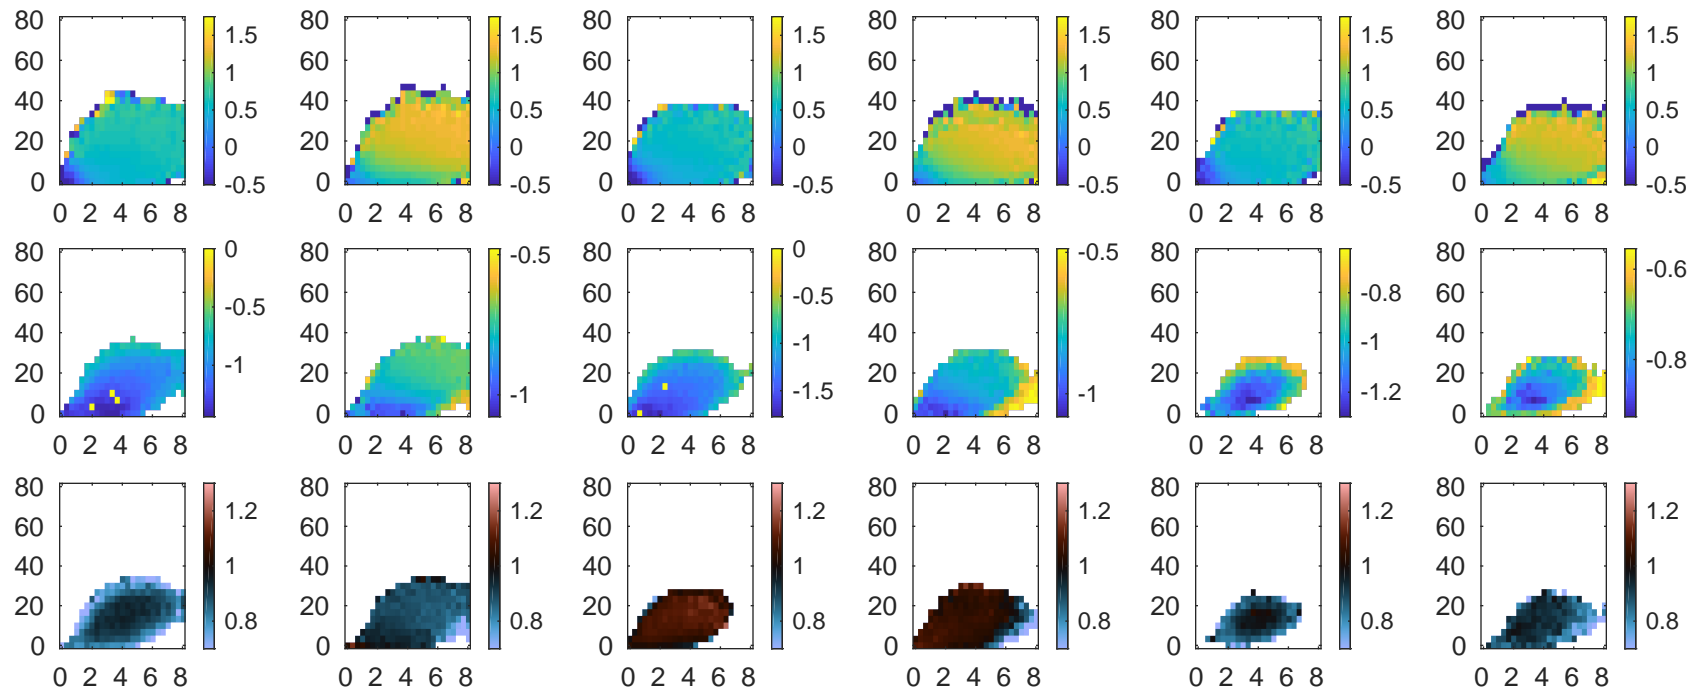 80 1.5 80 1.5 80 1.5 80 1.5 80 1.5 80 1.5
60 1 60 1 60 1 60 1 60 1 60 1
40 0.5 40 0.5 40 0.5 40 0.5 40 0.5 40 0.5
20 0 20 0 20 0 20 0 20 0 20 0
0 -0.5 0 -0.5 0 -0.5 0 -0.5 0 -0.5 0 -0.5
0 2 4 6 8 0 2 4 6 8 0 2 4 6 8 0 2 4 6 8 0 2 4 6 8 0 2 4 6 8
80 0 80 -0.5 80 0 80 -0.5 80 80
60 -0.5 60 60 -0.5 60 60 -0.8 60 -0.6
40 40 40 -1 40 40 -1 40
20 -1 20 20 20 20 20 -0.8
0 0 -1 0 -1.5 0 -1 0 -1.2 0
0 2 4 6 8 0 2 4 6 8 0 2 4 6 8 0 2 4 6 8 0 2 4 6 8 0 2 4 6 8
80 1.2 80 1.2 80 1.2 80 1.2 80 1.2 80 1.2
60 60 60 60 60 60
40 1 40 1 40 1 40 1 40 1 40 1
20 0.8 20 0.8 20 0.8 20 0.8 20 0.8 20 0.8
0 0 0 0 0 0
0 2 4 6 8 0 2 4 6 8 0 2 4 6 8 0 2 4 6 8 0 2 4 6 8 0 2 4 6 8